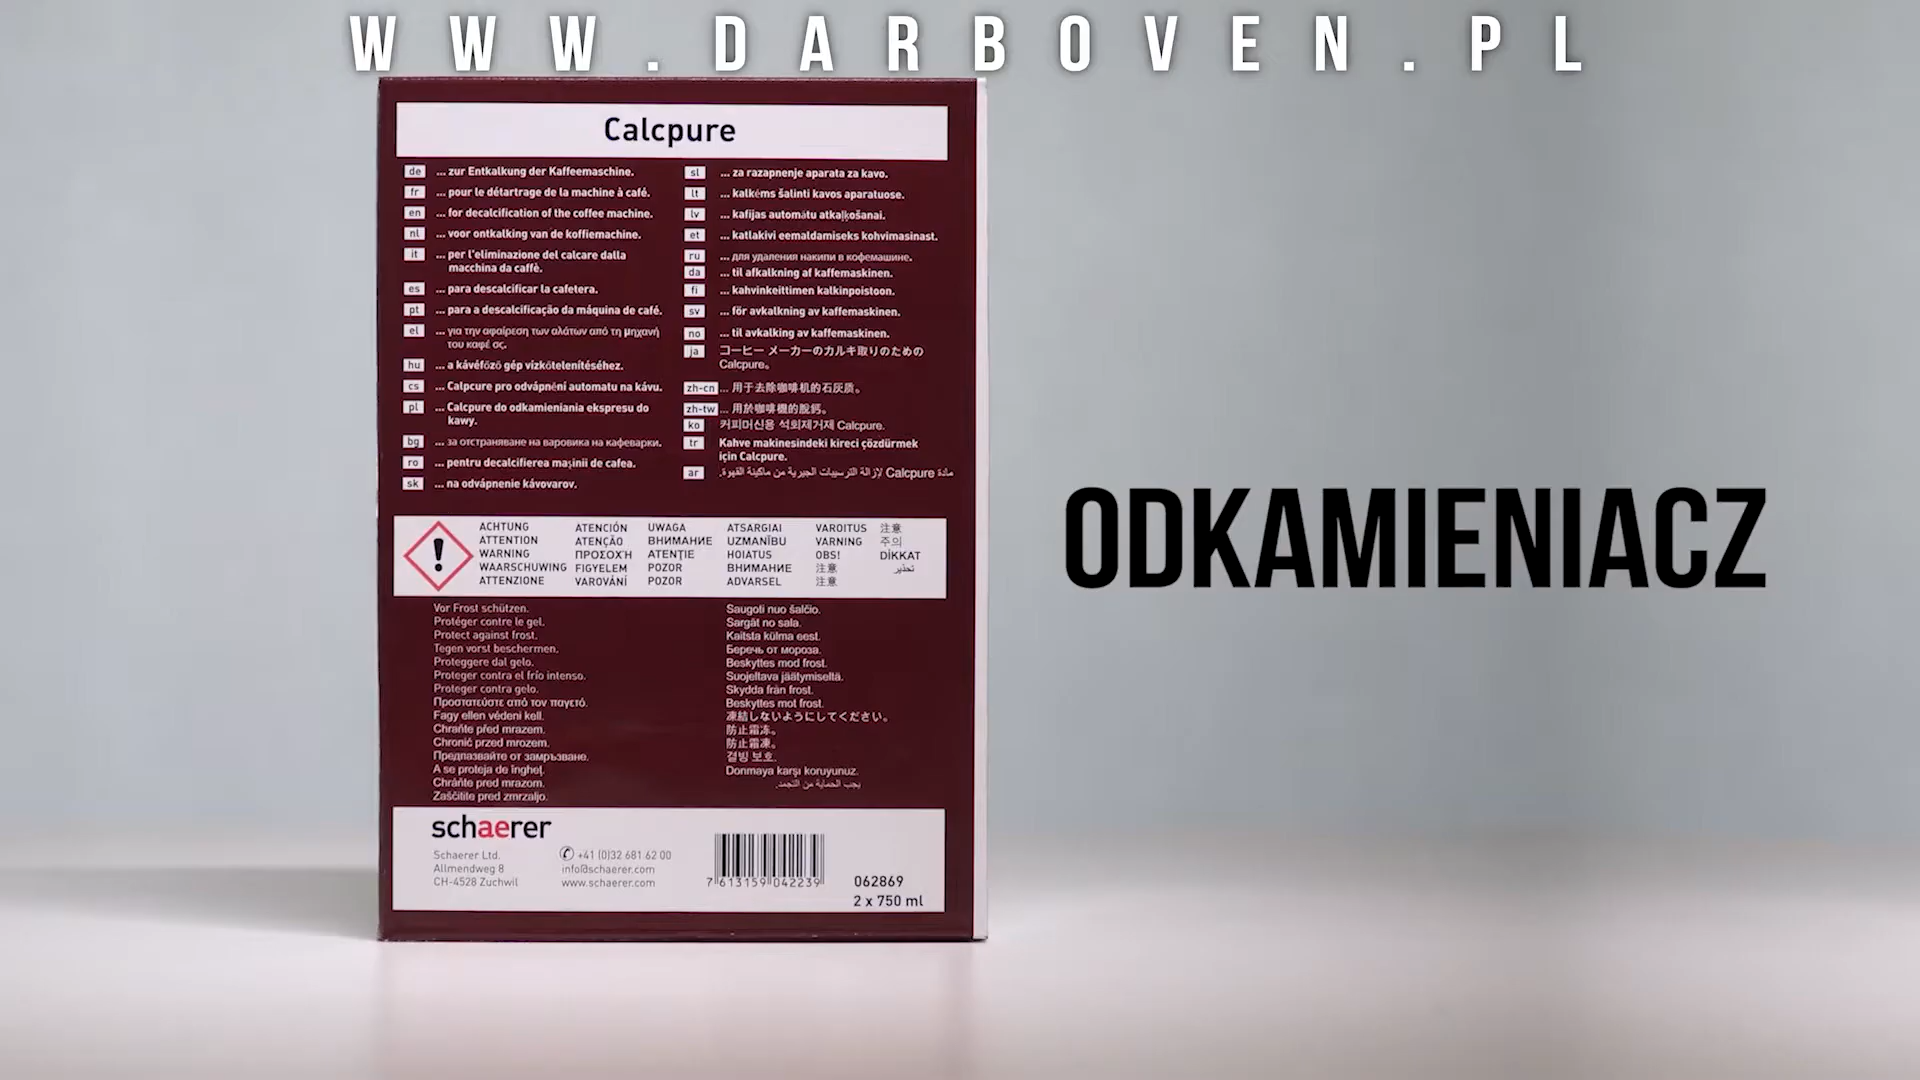 WWW.DARBOVEN.PL
Calcpure
de ... zur Entkalkung der Kaffeemaschine.
fr ... pour le détartrage de la machine à café.
en ... for decalcification of the coffee machine.
nl ... voor ontkalking van de koffiemachine.
it ... per l'eliminazione del calcare dalla
macchina da caffè.
es ... para descalcificar la cafetera.
pt ... para a descalcificação da máquina de café.
el ... για την αφαίρεση των αλάτων από τη μηχανή
του καφέ σς.
hu ... a kávéfőző gép vízkőtelenítéséhez.
cs ... Calpcure pro odvápnění automatu na kávu.
pl ... Calcpure do odkamieniania ekspresu do
kawy.
bg ... за отстраняване на варовика на кафеварки.
ro ... pentru decalcifierea mașinii de cafea.
sk ... na odvápnenie kávovarov.
sl ... za razapnenje aparata za kavo.
lt ... kalkėms šalinti kavos aparatuose.
lv ... kafijas automātu atkaļķošanai.
et ... katlakivi eemaldamiseks kohvimasinast.
ru ... для удаления накипи в кофемашине.
da ... til afkalkning af kaffemaskinen.
fi ... kahvinkeittimen kalkinpoistoon.
sv ... för avkalkning av kaffemaskinen.
no ... til avkalking av kaffemaskinen.
ja コーヒー メーカーのカルキ取りのための
Calcpure。
zh-cn ... 用于去除咖啡机的石灰质。
zh-tw ... 用於咖啡機的脫鈣。
ko 커피머신용 석회제거제 Calcpure.
tr Kahve makinesindeki kireci çözdürmek
için Calcpure.
ar مادة Calcpure لإزالة الترسبات الجيرية من ماكينة القهوة.
ACHTUNG ATENCIÓN UWAGA ATSARGIAI VAROITUS 注意
ATTENTION ATENÇÃO ВНИМАНИЕ UZMANĪBU VARNING 주의
WARNING ΠΡΟΣΟΧΉ ATENȚIE HOIATUS OBS! DİKKAT
WAARSCHUWING FIGYELEM POZOR ВНИМАНИЕ 注意 تحذير
ATTENZIONE VAROVÁNÍ POZOR ADVARSEL 注意
Vor Frost schützen.
Protéger contre le gel.
Protect against frost.
Tegen vorst beschermen.
Proteggere dal gelo.
Proteger contra el frío intenso.
Proteger contra gelo.
Προστατεύστε από τον παγετό.
Fagy ellen védeni kell.
Chraňte před mrazem.
Chronić przed mrozem.
Предпазвайте от замръзване.
A se proteja de îngheț.
Chráňte pred mrazom.
Zaščitite pred zmrzaljo.
Saugoti nuo šalčio.
Sargāt no sala.
Kaitsta külma eest.
Беречь от мороза.
Beskyttes mod frost.
Suojeltava jäätymiseltä.
Skydda från frost.
Beskyttes mot frost.
凍結しないようにしてください。
防止霜冻。
防止霜凍。
결빙 보호.
Donmaya karşı koruyunuz.
يجب الحماية من التجمد.
schaerer
Schaerer Ltd.
Allmendweg 8
CH-4528 Zuchwil
+41 (0)32 681 62 00
info@schaerer.com
www.schaerer.com
7 613159 042239
062869
2 x 750 ml
ODKAMIENIACZ